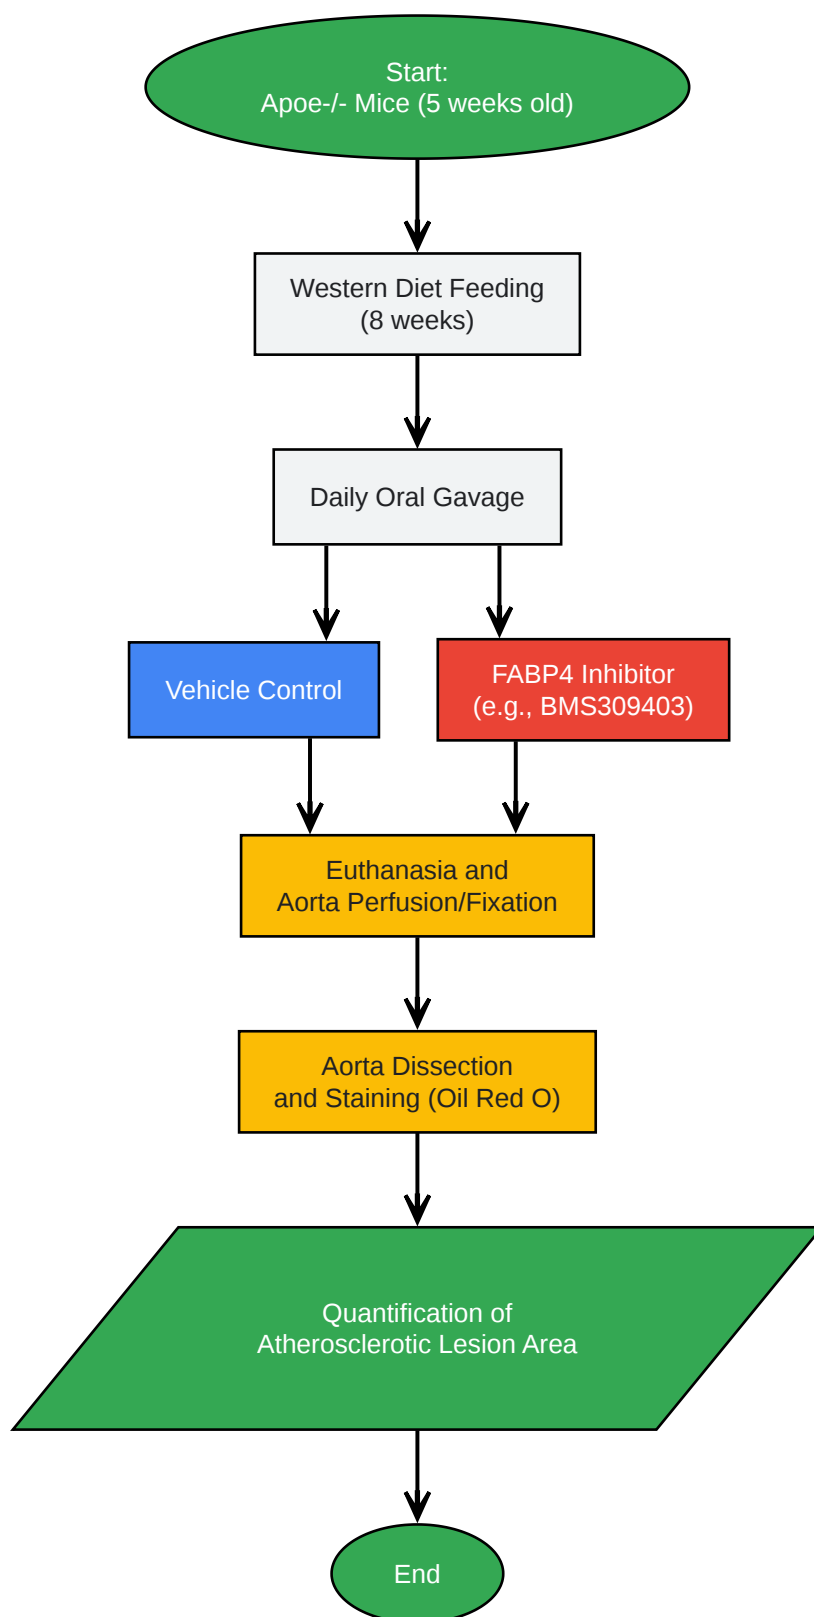 Start:
Apoe-/- Mice (5 weeks old)
Western Diet Feeding
(8 weeks)
Daily Oral Gavage
Vehicle Control
FABP4 Inhibitor
(e.g., BMS309403)
Euthanasia and
Aorta Perfusion/Fixation
Aorta Dissection
and Staining (Oil Red O)
Quantification of
Atherosclerotic Lesion Area
End